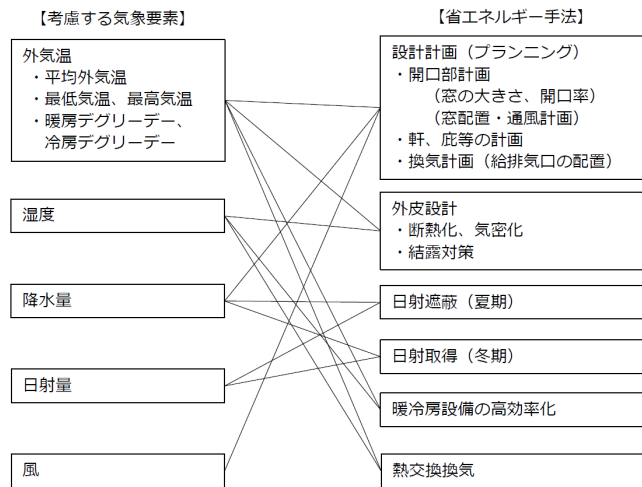 【考慮する気象要素】
外気温
・平均外気温
・最低気温、最高気温
・暖房デグリーデー、
冷房デグリーデー
湿度
降水量
日射量
風
【省エネルギー手法】
設計計画（プランニング）
・開口部計画
（窓の大きさ、開口率）
（窓配置・通風計画）
・軒、庇等の計画
・換気計画（給排気口の配置）
外皮設計
・断熱化、気密化
・結露対策
日射遮蔽（夏期）
日射取得（冬期）
暖冷房設備の高効率化
熱交換換気